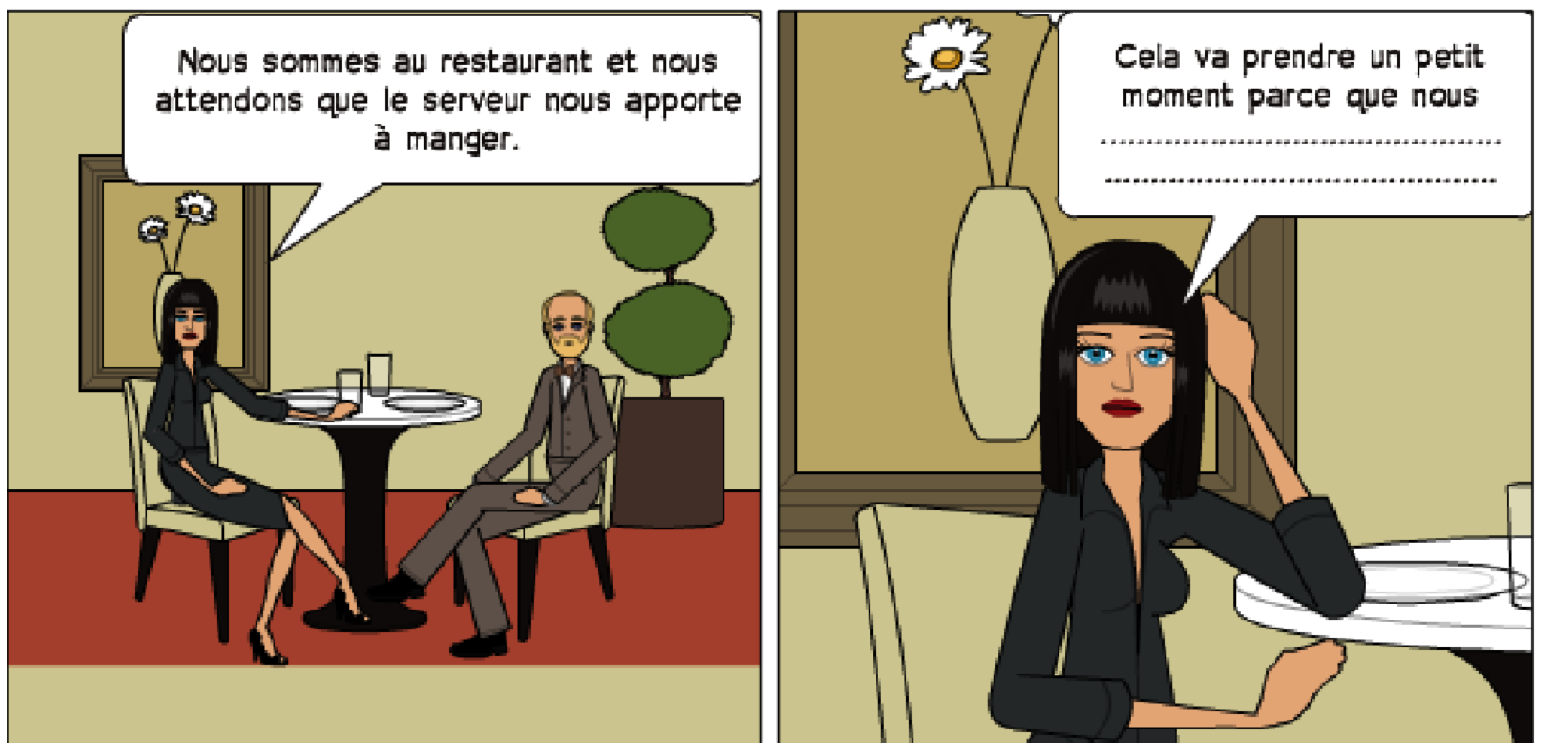 Nous sommes au restaurant et nous
attendons que le serveur nous apporte
à manger.
Cela va prendre un petit
moment parce que nous
........................................
........................................